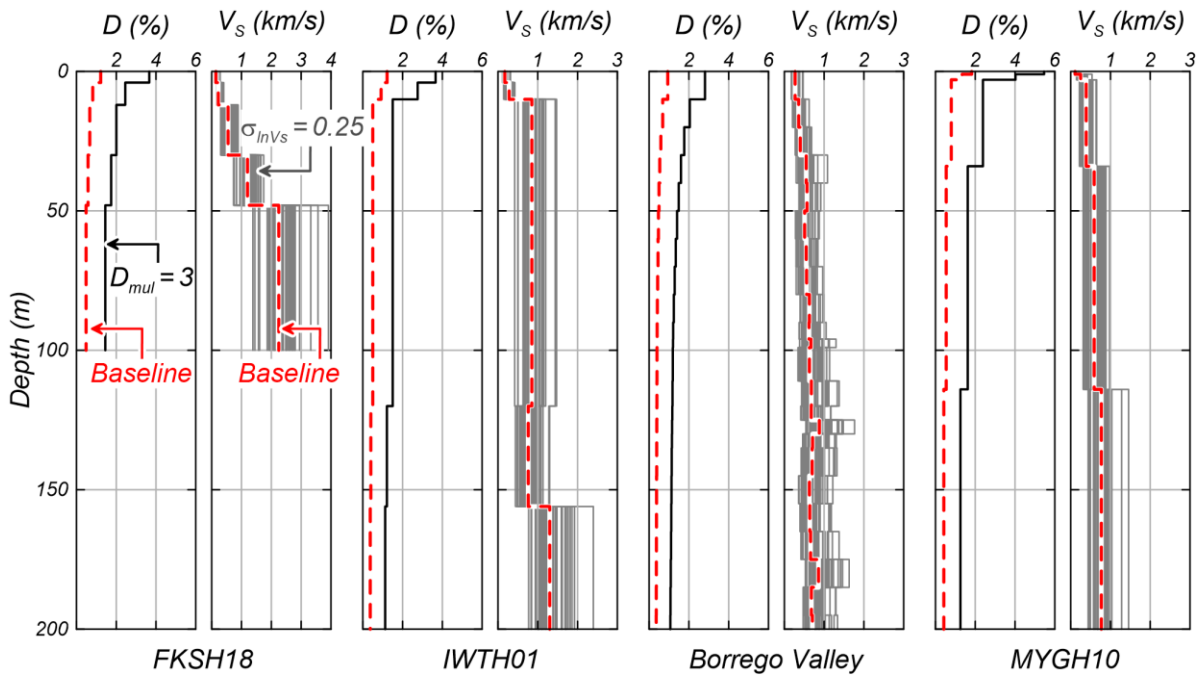 D (%) V_S (km/s) D (%) V_S (km/s) D (%) V_S (km/s) D (%) V_S (km/s)
2 4 6 1 2 3 4 2 4 6 1 2 3 2 4 6 1 2 3 2 4 6 1 2 3
0
σ_lnVs = 0.25
50
D_mul = 3
Depth (m)
100
Baseline Baseline
150
200
FKSH18 IWTH01 Borrego Valley MYGH10